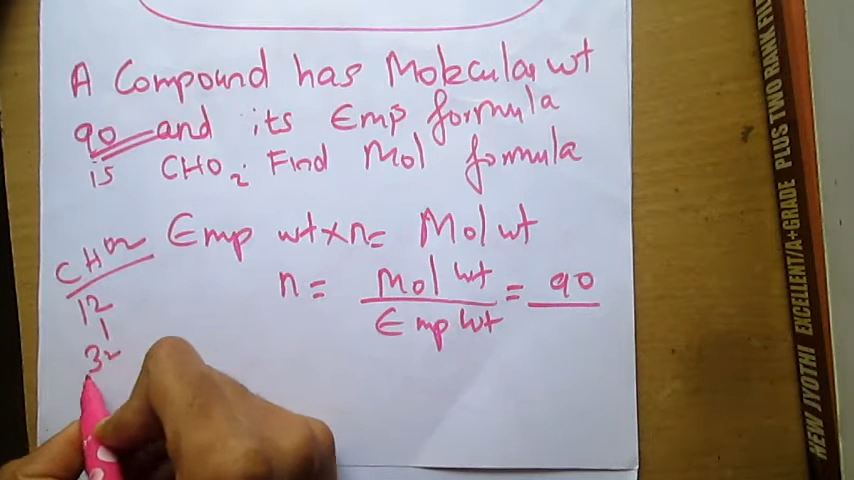 A Compound has Molecular wt
90 and its Emp formula
is CHO2. Find Mol formula
Emp wt x n = Mol wt
CHO2
12
1
32
n = Mol wt / Emp wt = 90
NEW JYOTHI EXCELLENT/A+GRADE PLUS TWO RANK FILE